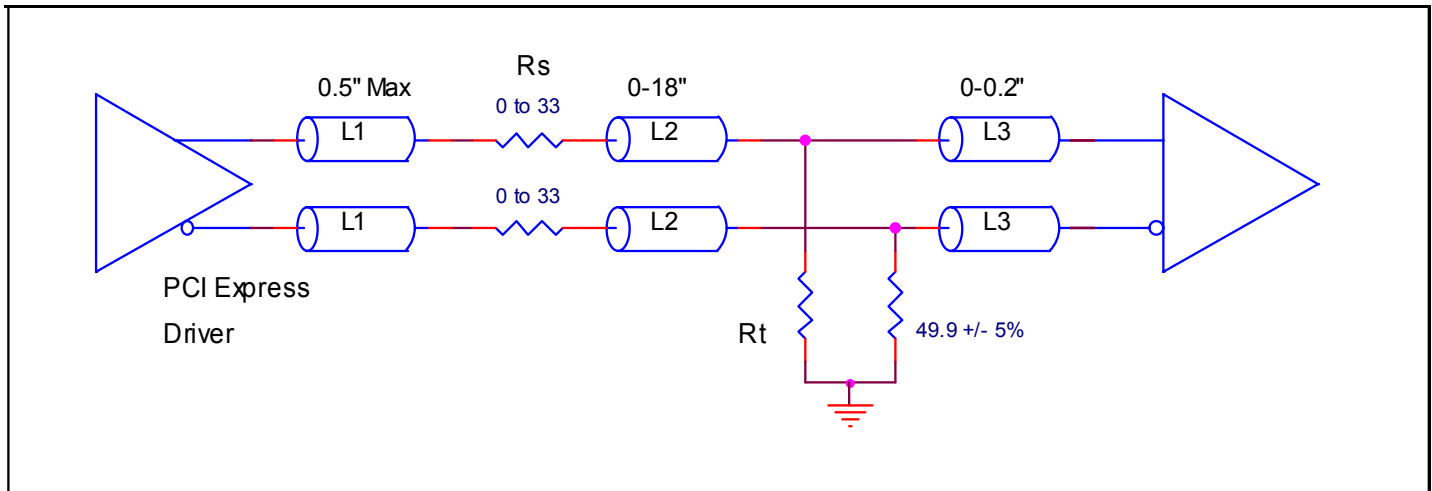 Rs
0.5" Max
0-18"
0-0.2"
0 to 33
L1
L2
L3
0 to 33
L1
L2
L3
PCI Express
Driver
Rt
49.9 +/- 5%